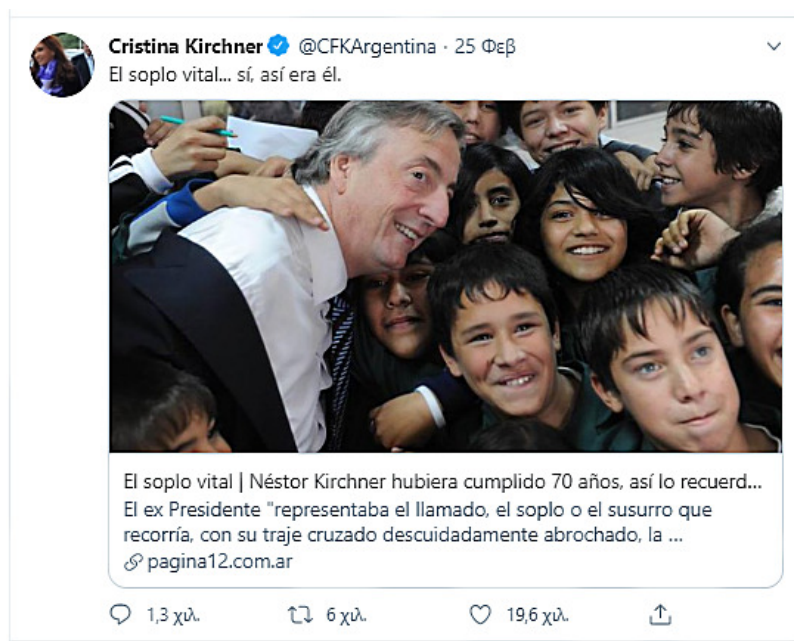 Cristina Kirchner @CFKArgentina · 25 Φεβ
El soplo vital... sí, así era él.
El soplo vital | Néstor Kirchner hubiera cumplido 70 años, así lo recuerd...
El ex Presidente "representaba el llamado, el soplo o el susurro que
recorría, con su traje cruzado descuidadamente abrochado, la ...
pagina12.com.ar
1,3 χιλ. 6 χιλ. 19,6 χιλ.